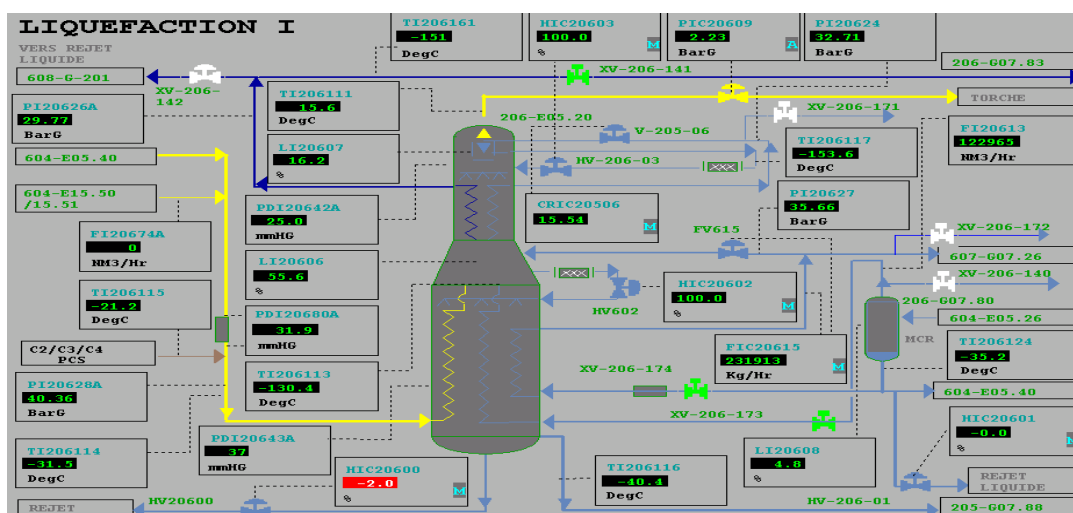 LIQUEFACTION I
VERS REJET
LIQUIDE
608-G-201
XV-206-
142
TI206161
-151
DegC
HIC20603
100.0
%
M
PIC20609
2.23
BarG
A
PI20624
32.71
BarG
XV-206-141
206-G07.83
TORCHE
PI20626A
29.77
BarG
TI206111
15.6
DegC
206-E05.20
V-205-06
XV-206-171
FI20613
122965
NM3/Hr
604-E05.40
LI20607
16.2
%
HV-206-03
TI206117
-153.6
DegC
604-E15.50
/15.51
PDI20642A
25.0
mmHG
CRIC20506
15.54
M
PI20627
35.66
BarG
FI20674A
0
NM3/Hr
LI20606
55.6
%
FV615
XV-206-172
607-G07.26
XV-206-140
TI206115
-21.2
DegC
PDI20680A
31.9
mmHG
HV602
HIC20602
100.0
%
M
206-G07.80
604-E05.26
MCR
C2/C3/C4
PCS
TI206113
-130.4
DegC
FIC20615
231913
Kg/Hr
M
TI206124
-35.2
DegC
PI20628A
40.36
BarG
XV-206-174
604-E05.40
XV-206-173
HIC20601
-0.0
%
M
TI206114
-31.5
DegC
PDI20643A
37
mmHG
HIC20600
-2.0
%
M
TI206116
-40.4
DegC
LI20608
4.8
%
REJET
LIQUIDE
REJET
HV20600
HV-206-01
205-G07.88